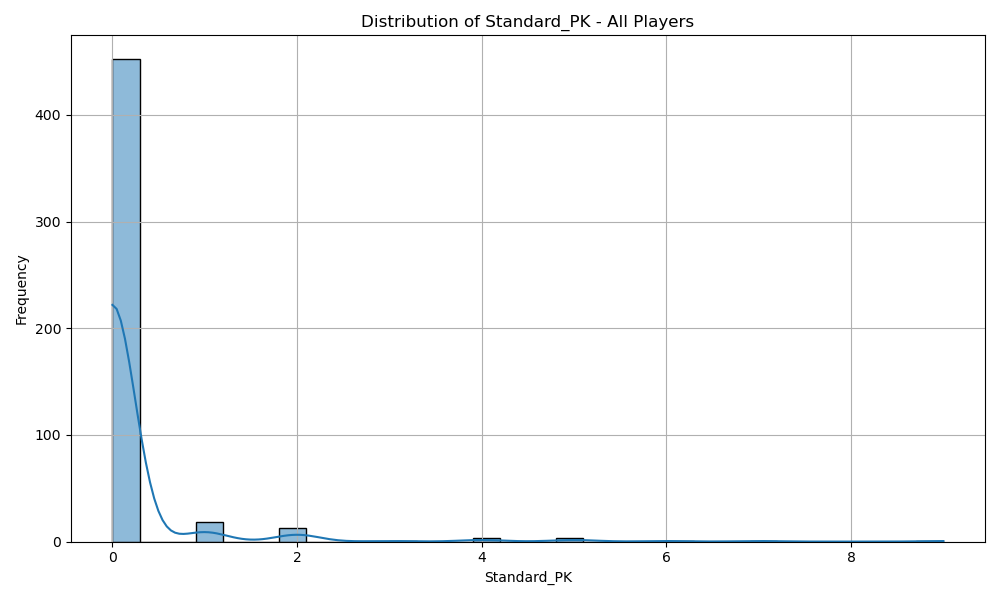 Distribution of Standard_PK - All Players
Frequency
400
300
200
100
0
0 2 4 6 8
Standard_PK